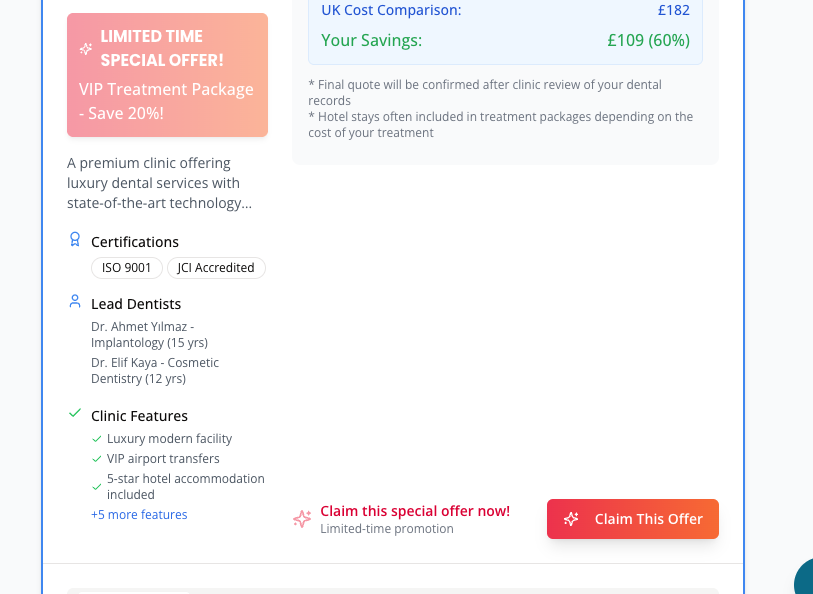 LIMITED TIME
SPECIAL OFFER!
VIP Treatment Package
- Save 20%!
A premium clinic offering
luxury dental services with
state-of-the-art technology...
Certifications
ISO 9001
JCI Accredited
Lead Dentists
Dr. Ahmet Yılmaz -
Implantology (15 yrs)
Dr. Elif Kaya - Cosmetic
Dentistry (12 yrs)
Clinic Features
Luxury modern facility
VIP airport transfers
5-star hotel accommodation
included
+5 more features
UK Cost Comparison: £182
Your Savings: £109 (60%)
* Final quote will be confirmed after clinic review of your dental
records
* Hotel stays often included in treatment packages depending on the
cost of your treatment
Claim this special offer now!
Limited-time promotion
Claim This Offer